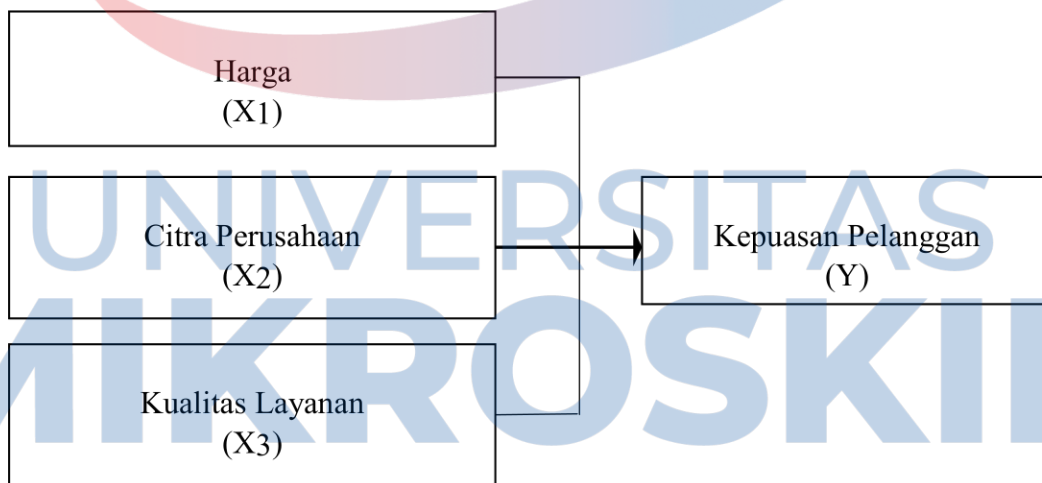 Harga
(X1)
Citra Perusahaan
(X2)
Kualitas Layanan
(X3)
Kepuasan Pelanggan
(Y)
UNIVERSITAS
MIKROSKIL